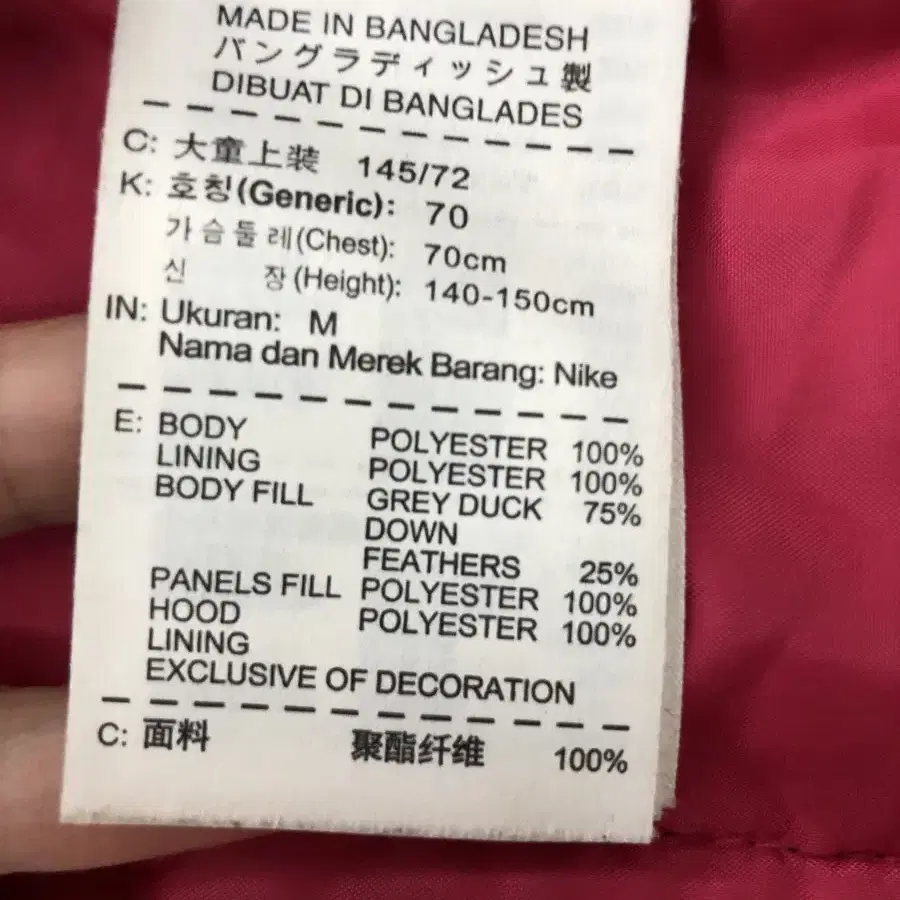 MADE IN BANGLADESH
バングラディッシュ製
DIBUAT DI BANGLADES
C: 大童上装 145/72
K: 호칭(Generic): 70
가슴둘레(Chest): 70cm
신 장(Height): 140-150cm
IN: Ukuran: M
Nama dan Merek Barang: Nike
E: BODY POLYESTER 100%
LINING POLYESTER 100%
BODY FILL GREY DUCK 75%
DOWN
FEATHERS 25%
PANELS FILL POLYESTER 100%
HOOD POLYESTER 100%
LINING
EXCLUSIVE OF DECORATION
C: 面料 聚酯纤维 100%